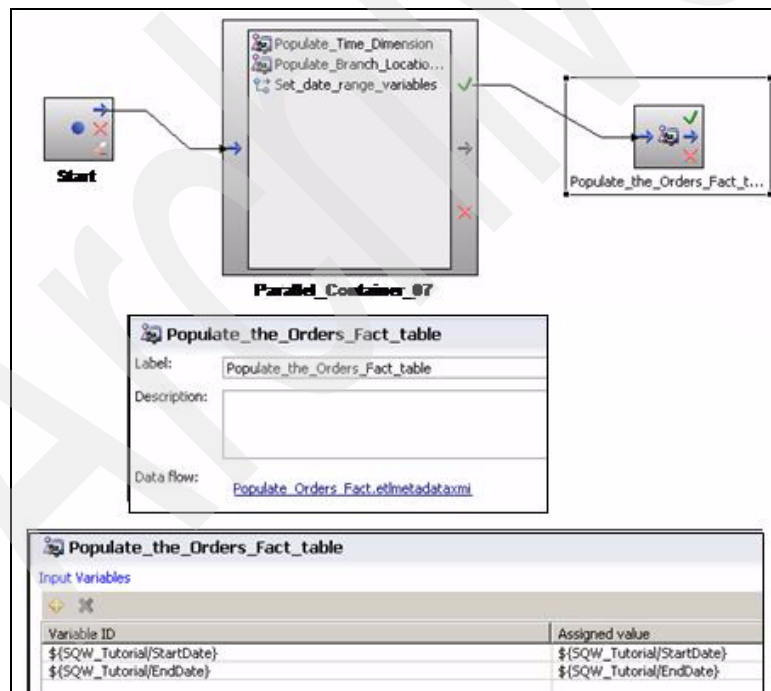 Populate_Time_Dimension
Populate_Branch_Locatio...
Set_date_range_variables
Start
Populate_the_Orders_Fact_t...
Parallel_Container_07
Populate_the_Orders_Fact_table
Label:
Populate_the_Orders_Fact_table
Description:
Data flow:
Populate_Orders_Fact.etlmetadataxmi
Populate_the_Orders_Fact_table
Input Variables
Variable ID Assigned value
${SQW_Tutorial/StartDate} ${SQW_Tutorial/StartDate}
${SQW_Tutorial/EndDate} ${SQW_Tutorial/EndDate}